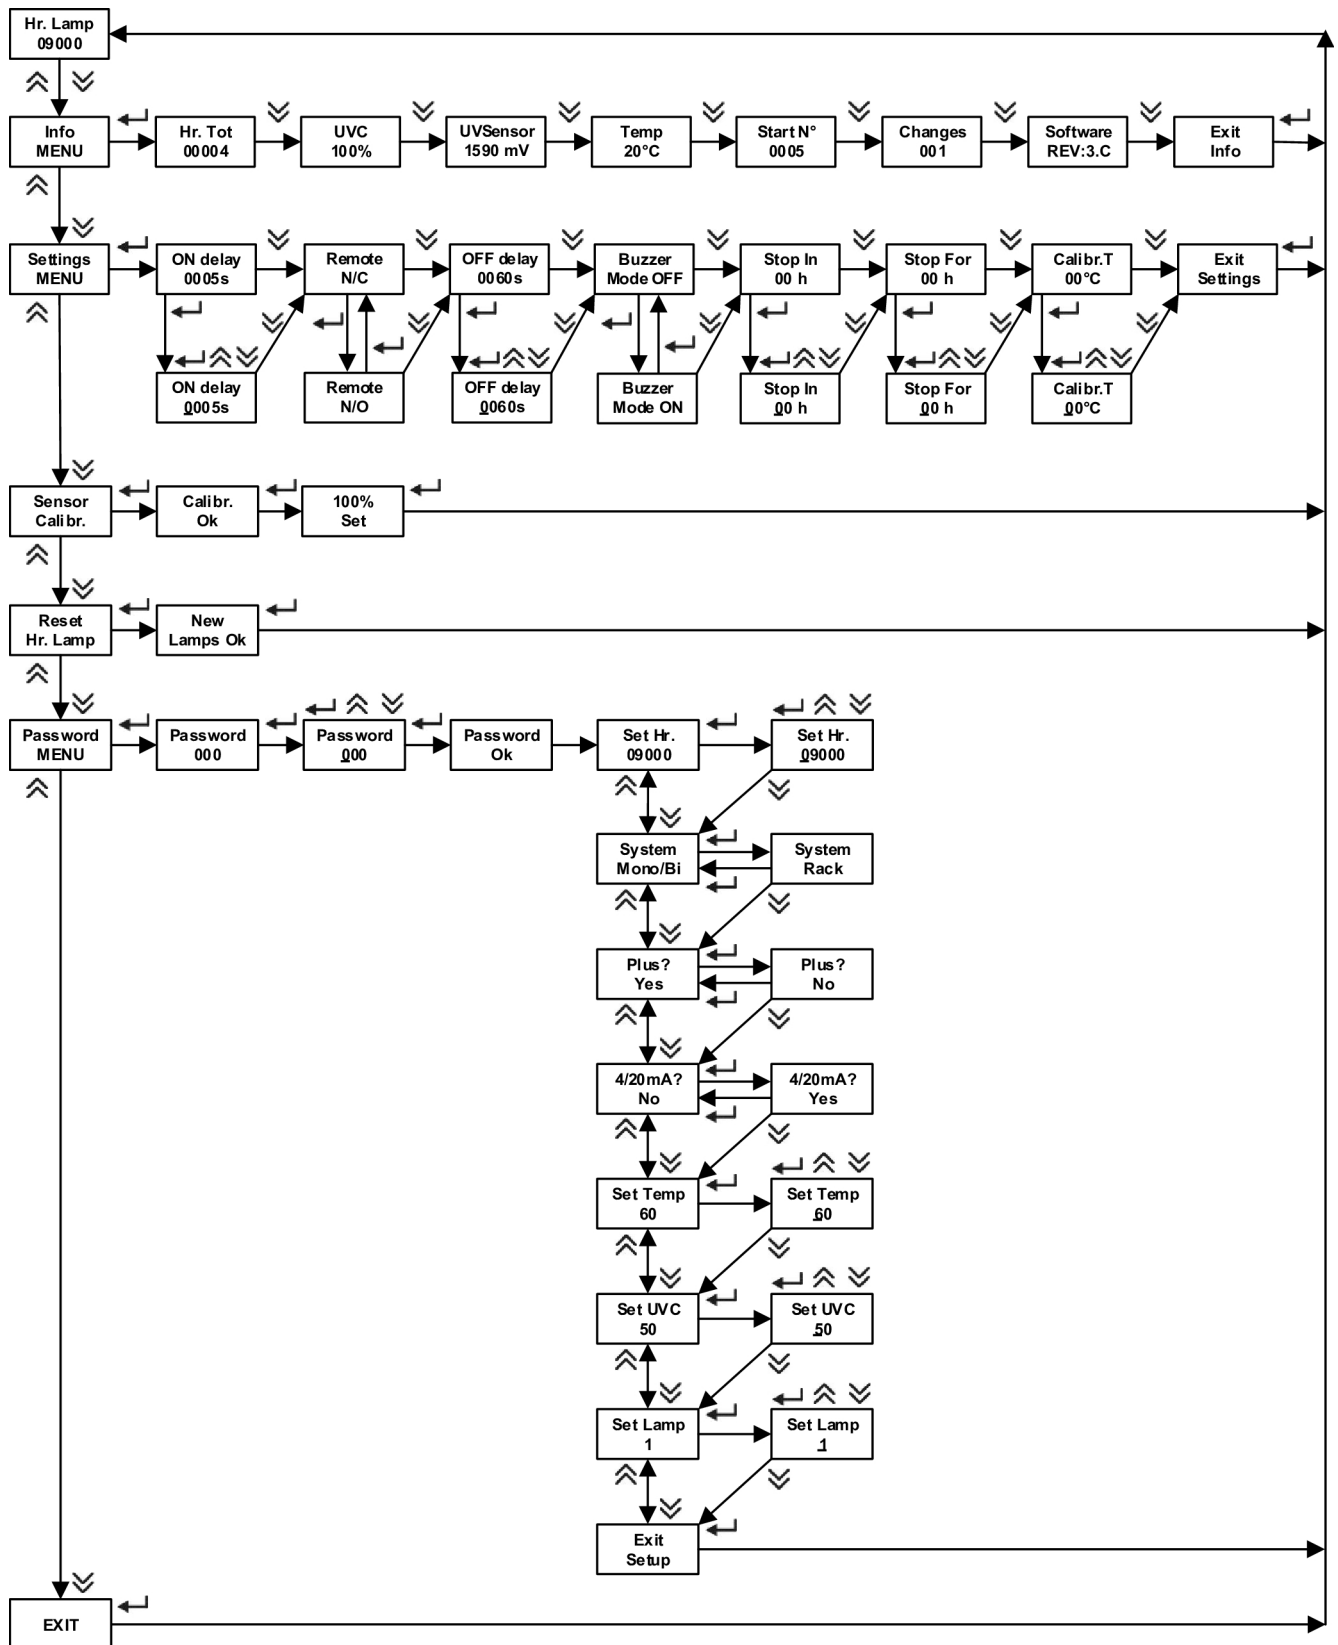 Hr. Lamp
09000
Info
MENU
Hr. Tot
00004
UVC
100%
UVSensor
1590 mV
Temp
20°C
Start N°
0005
Changes
001
Software
REV:3.C
Exit
Info
Settings
MENU
ON delay
0005s
Remote
N/C
OFF delay
0060s
Buzzer
Mode OFF
Stop In
00 h
Stop For
00 h
Calibr.T
00°C
Exit
Settings
ON delay
0005s
Remote
N/O
OFF delay
0060s
Buzzer
Mode ON
Stop In
00 h
Stop For
00 h
Calibr.T
00°C
Sensor
Calibr.
Calibr.
Ok
100%
Set
Reset
Hr. Lamp
New
Lamps Ok
Password
MENU
Password
000
Password
000
Password
Ok
Set Hr.
09000
Set Hr.
09000
System
Mono/Bi
System
Rack
Plus?
Yes
Plus?
No
4/20mA?
No
4/20mA?
Yes
Set Temp
60
Set Temp
60
Set UVC
50
Set UVC
50
Set Lamp
1
Set Lamp
1
Exit
Setup
EXIT